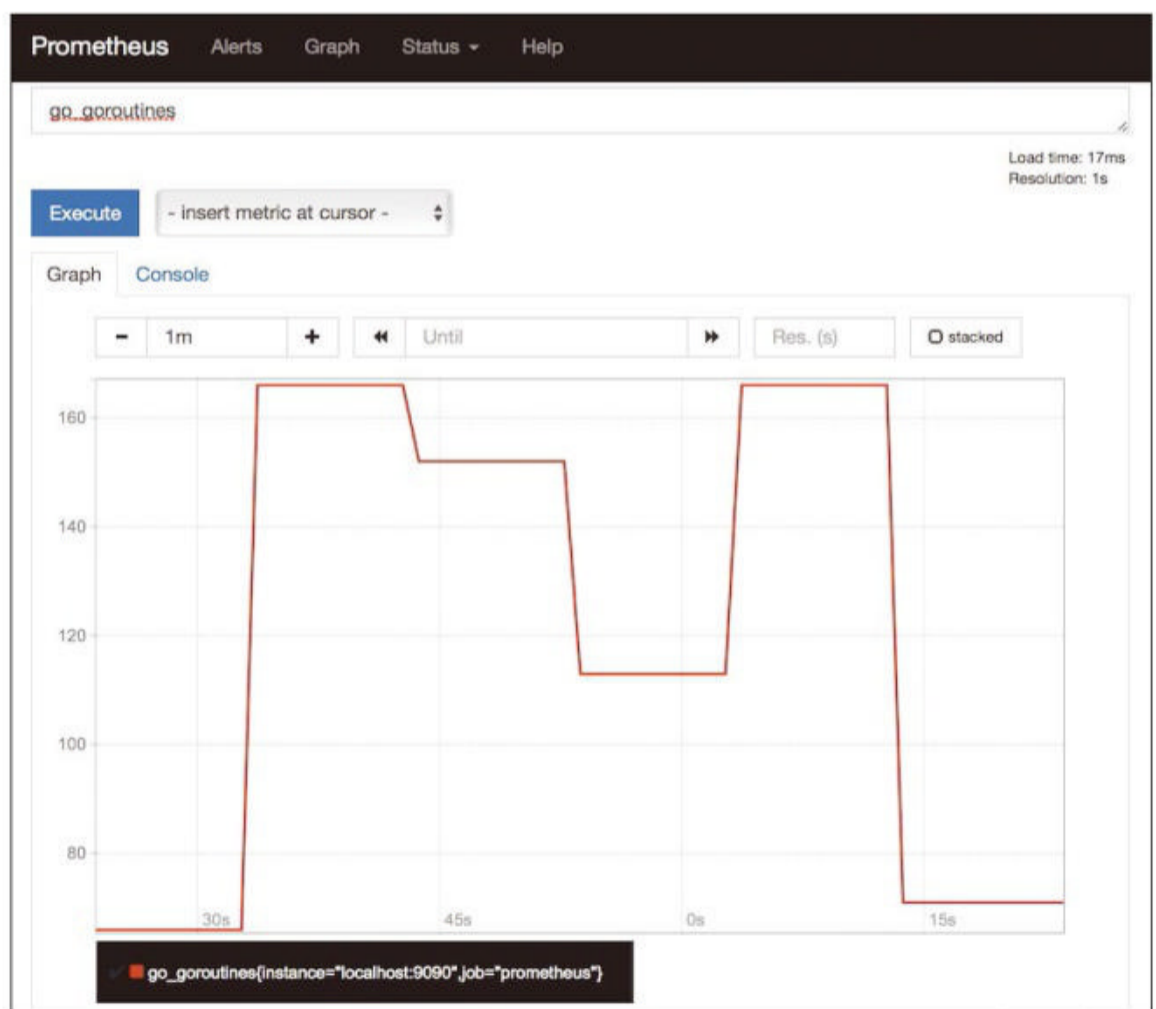 Prometheus Alerts Graph Status Help
go_goroutines
Load time: 17ms
Resolution: 1s
Execute - insert metric at cursor -
Graph Console
- 1m + Until Res. (s) stacked
160
140
120
100
80
30s 45s 0s 15s
go_goroutines{instance="localhost:9090",job="prometheus"}